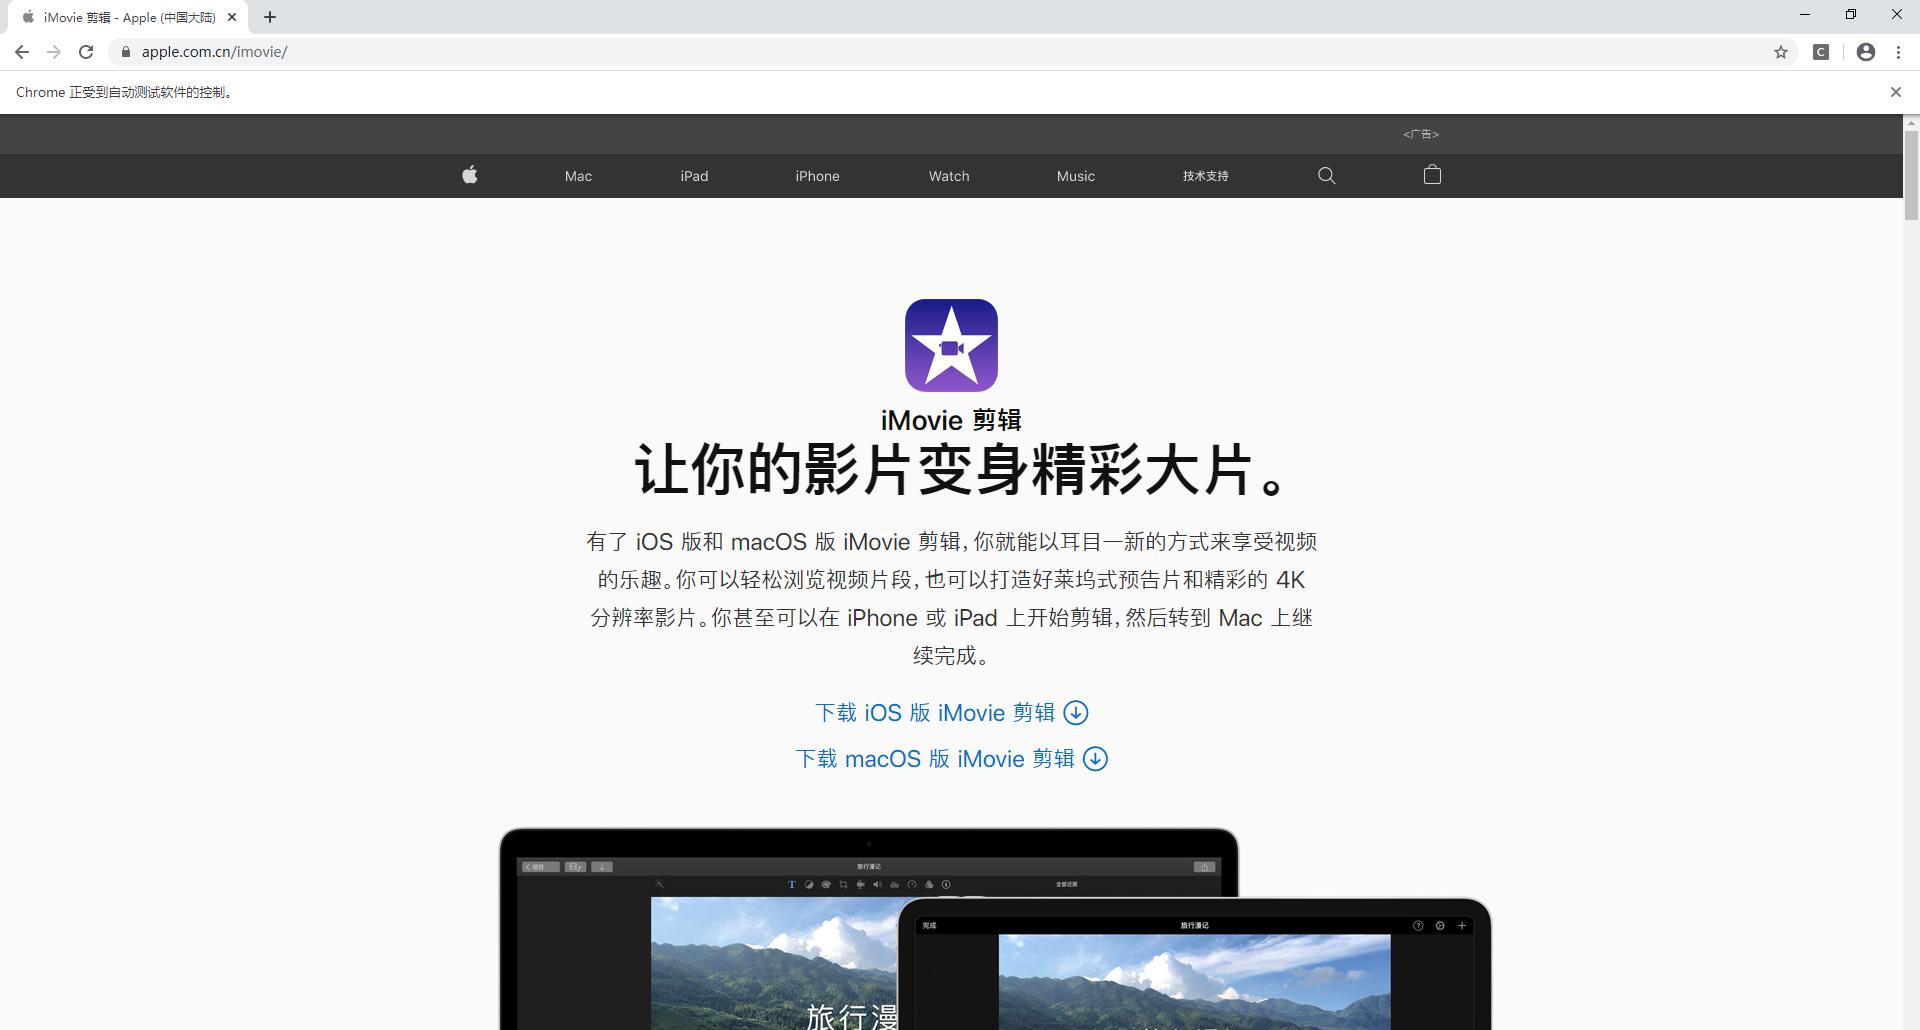 iMovie 剪辑 - Apple (中国大陆)
apple.com.cn/imovie/
Chrome 正受到自动测试软件的控制。
<广告>
Mac iPad iPhone Watch Music 技术支持
iMovie 剪辑
让你的影片变身精彩大片。
有了 iOS 版和 macOS 版 iMovie 剪辑，你就能以耳目一新的方式来享受视频
的乐趣。你可以轻松浏览视频片段，也可以打造好莱坞式预告片和精彩的 4K
分辨率影片。你甚至可以在 iPhone 或 iPad 上开始剪辑，然后转到 Mac 上继
续完成。
下载 iOS 版 iMovie 剪辑
下载 macOS 版 iMovie 剪辑
项目 旅行漫记
T 全部还原
完成 旅行漫记
旅行漫